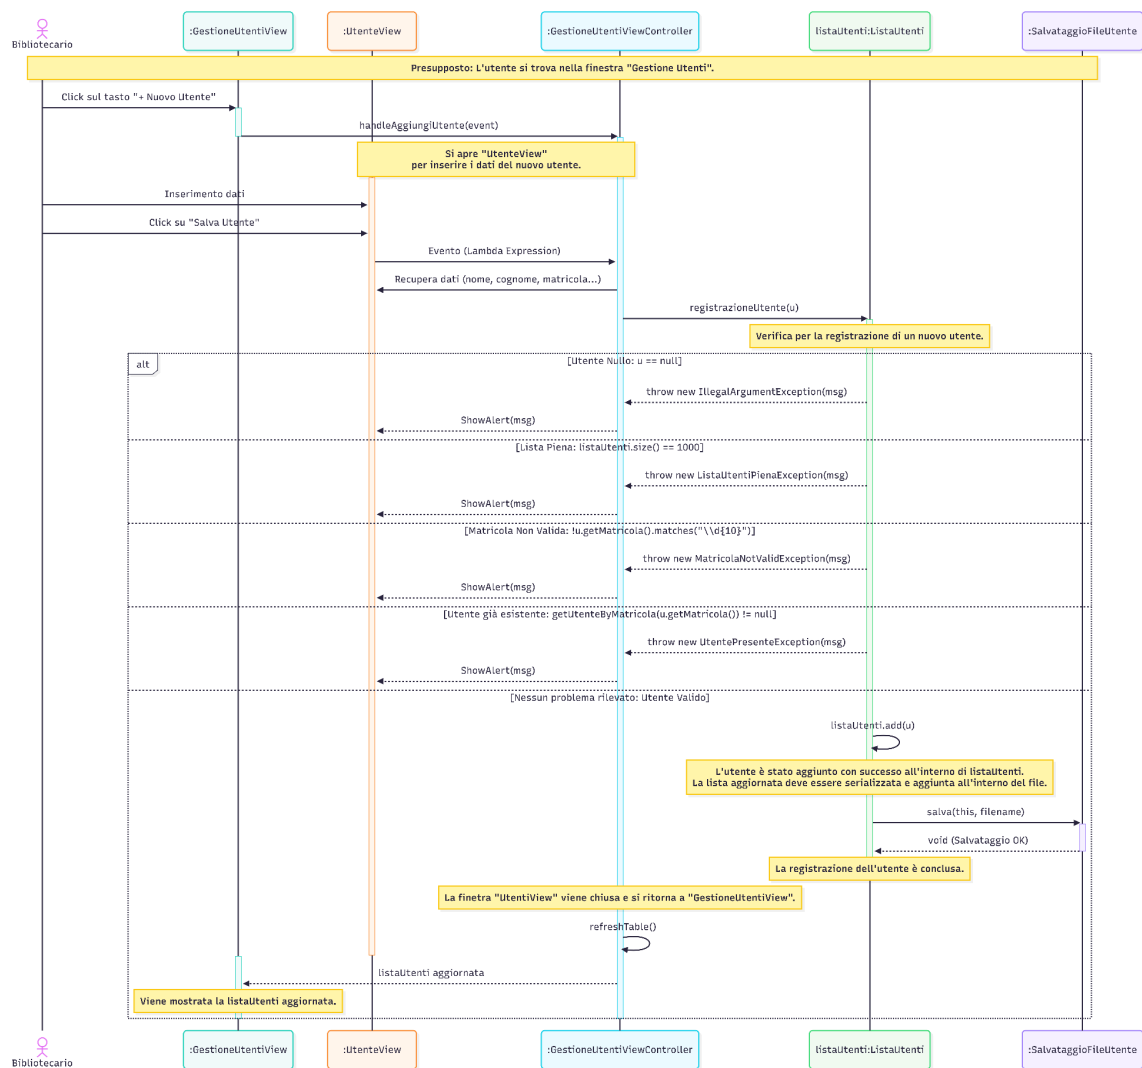 Bibliotecario
:GestioneUtentiView
:UtenteView
:GestioneUtentiViewController
listaUtenti:ListaUtenti
:SalvataggioFileUtente
Presupposto: L'utente si trova nella finestra "Gestione Utenti".
Click sul tasto "+ Nuovo Utente"
handleAggiungiUtente(event)
Si apre "UtenteView"
per inserire i dati del nuovo utente.
Inserimento dati
Click su "Salva Utente"
Evento (Lambda Expression)
Recupera dati (nome, cognome, matricola...)
registrazioneUtente(u)
Verifica per la registrazione di un nuovo utente.
alt
[Utente Nullo: u == null]
throw new IllegalArgumentException(msg)
ShowAlert(msg)
[Lista Piena: listaUtenti.size() == 1000]
throw new ListaUtentiPienaException(msg)
ShowAlert(msg)
[Matricola Non Valida: !u.getMatricola().matches("\\d{10}")]
throw new MatricolaNotValidException(msg)
ShowAlert(msg)
[Utente già esistente: getUtenteByMatricola(u.getMatricola()) != null]
throw new UtentePresenteException(msg)
ShowAlert(msg)
[Nessun problema rilevato: Utente Valido]
listaUtenti.add(u)
L'utente è stato aggiunto con successo all'interno di listaUtenti.
La lista aggiornata deve essere serializzata e aggiunta all'interno del file.
salva(this, filename)
void (Salvataggio OK)
La registrazione dell'utente è conclusa.
La finetra "UtentiView" viene chiusa e si ritorna a "GestioneUtentiView".
refreshTable()
listaUtenti aggiornata
Viene mostrata la listaUtenti aggiornata.
Bibliotecario
:GestioneUtentiView
:UtenteView
:GestioneUtentiViewController
listaUtenti:ListaUtenti
:SalvataggioFileUtente